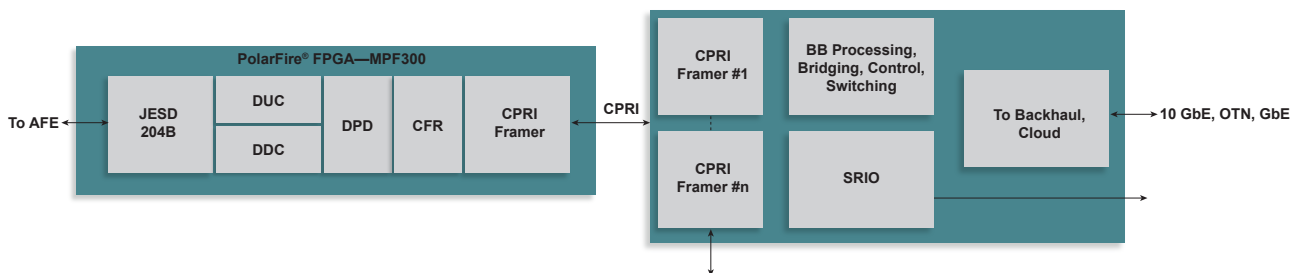 PolarFire® FPGA—MPF300
To AFE
JESD
204B
DUC
DDC
DPD
CFR
CPRI
Framer
CPRI
CPRI
Framer #1
CPRI
Framer #n
BB Processing,
Bridging, Control,
Switching
SRIO
To Backhaul,
Cloud
10 GbE, OTN, GbE